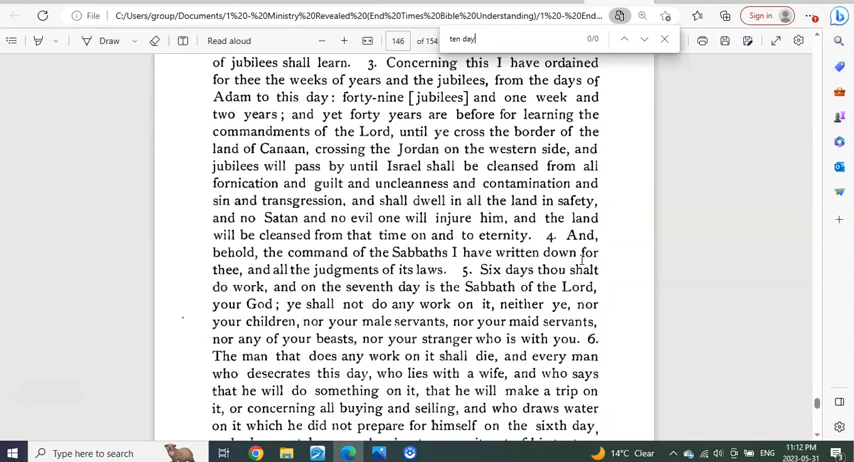 File
C:/Users/group/Documents/1%20-%20Ministry%20Revealed(End%20Times%20Bible%20Understanding)/1%20-%20End...
Sign in
Draw
Read aloud
146
of 154
ten day
0/0
of jubilees shall learn. 3. Concerning this I have ordained
for thee the weeks of years and the jubilees, from the days of
Adam to this day: forty-nine [jubilees] and one week and
two years; and yet forty years are before for learning the
commandments of the Lord, until ye cross the border of the
land of Canaan, crossing the Jordan on the western side, and
jubilees will pass by until Israel shall be cleansed from all
fornication and guilt and uncleanness and contamination and
sin and transgression, and shall dwell in all the land in safety,
and no Satan and no evil one will injure him, and the land
will be cleansed from that time on and to eternity. 4. And,
behold, the command of the Sabbaths I have written down for
thee, and all the judgments of its laws. 5. Six days thou shalt
do work, and on the seventh day is the Sabbath of the Lord,
your God; ye shall not do any work on it, neither ye, nor
your children, nor your male servants, nor your maid servants,
nor any of your beasts, nor your stranger who is with you. 6.
The man that does any work on it shall die, and every man
who desecrates this day, who lies with a wife, and who says
that he will do something on it, that he will make a trip on
it, or concerning all buying and selling, and who draws water
on it which he did not prepare for himself on the sixth day,
Type here to search
14°C Clear
ENG
11:12 PM
2023-05-31